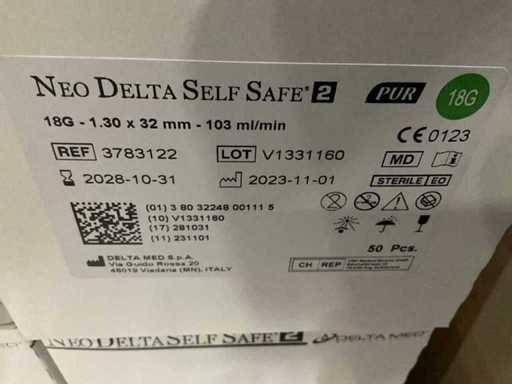 NEO DELTA SELF SAFE® 2 PUR 18G
18G - 1.30 x 32 mm - 103 ml/min
CE 0123
REF 3783122 LOT V1331160 MD
2028-10-31 2023-11-01 STERILE EO
(01) 3 80 32248 00111 5
(10) V1331160
(17) 281031
(11) 231101
50 Pcs.
DELTA MED S.p.A.
Via Guido Rossa 20
46019 Viadana (MN), ITALY
CH REP
NEO DELTA SELF SAFE® 2 DELTA MED